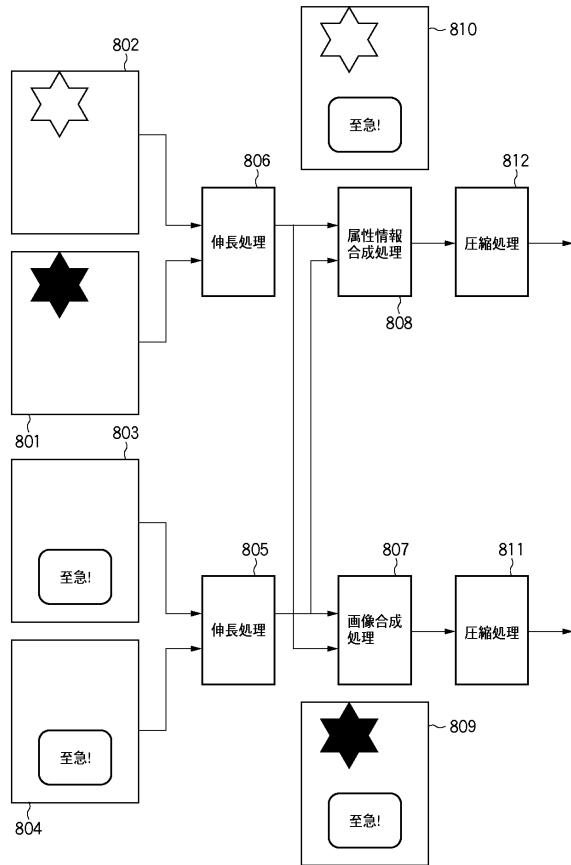 802
810
至急!
806
812
伸長処理
属性情報
合成処理
圧縮処理
808
801
803
至急!
805
807
811
伸長処理
画像合成
処理
圧縮処理
至急!
804
809
至急!